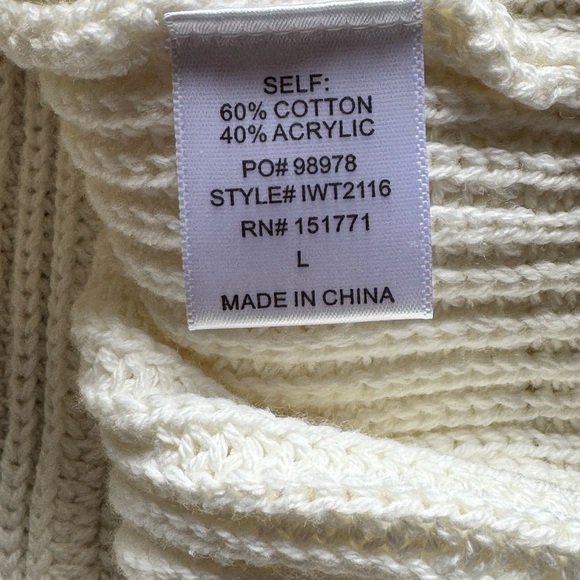 SELF:
60% COTTON
40% ACRYLIC
PO# 98978
STYLE# IWT2116
RN# 151771
L
MADE IN CHINA